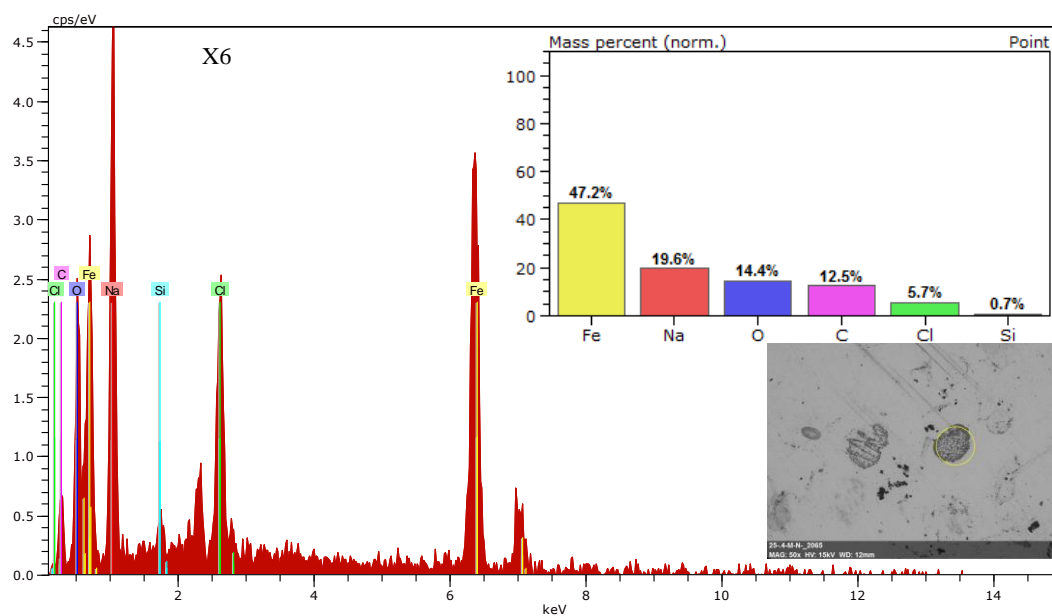 cps/eV
X6
4.5
4.0
3.5
3.0
2.5
2.0
1.5
1.0
0.5
0.0
C
Fe
Cl
O
Na
Si
Cl
Fe
2 4 6 8 10 12 14
keV
Mass percent (norm.) Point
100
80
60
40
20
0
47.2%
19.6%
14.4%
12.5%
5.7%
0.7%
Fe Na O C Cl Si
25-4-M-N-_2065
MAG: 50x HV: 15kV WD: 12mm